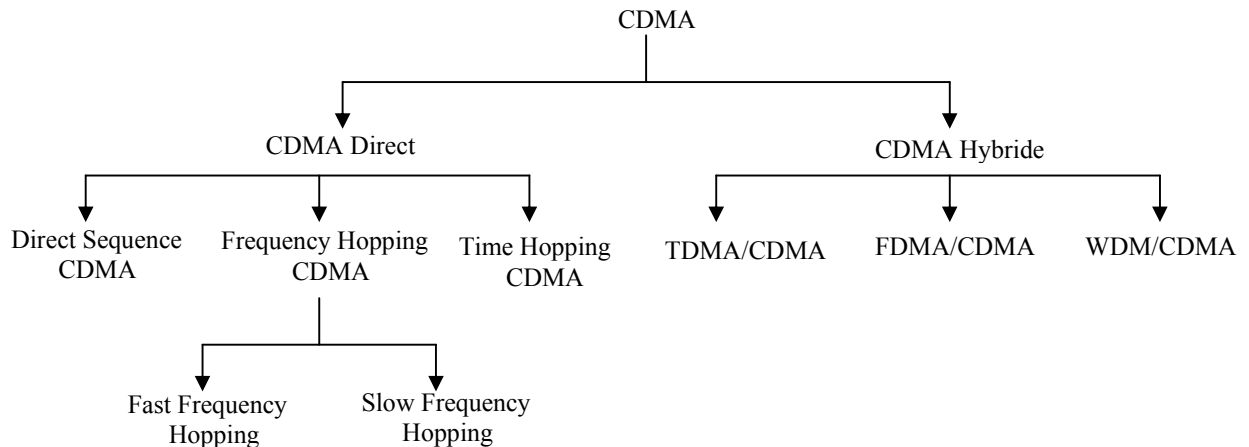 CDMA
CDMA Direct
CDMA Hybride
Direct Sequence
CDMA
Frequency Hopping
CDMA
Time Hopping
CDMA
TDMA/CDMA
FDMA/CDMA
WDM/CDMA
Fast Frequency
Hopping
Slow Frequency
Hopping